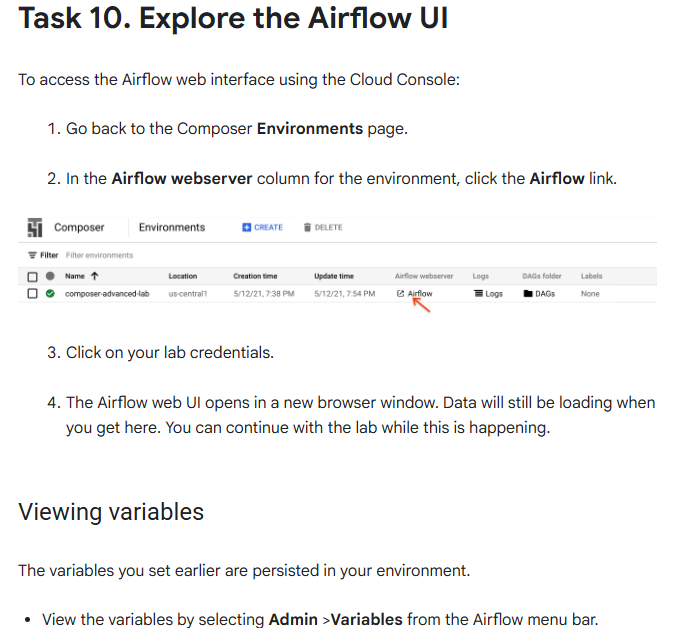 Task 10. Explore the Airflow UI
To access the Airflow web interface using the Cloud Console:
1. Go back to the Composer Environments page.
2. In the Airflow webserver column for the environment, click the Airflow link.
Composer Environments CREATE DELETE
Filter Filter environments
Name Location Creation time Update time Airflow webserver Logs DAGs folder Labels
composer-advanced-lab us-central1 5/12/21, 7:38 PM 5/12/21, 7:54 PM Airflow Logs DAGs None
3. Click on your lab credentials.
4. The Airflow web UI opens in a new browser window. Data will still be loading when
you get here. You can continue with the lab while this is happening.
Viewing variables
The variables you set earlier are persisted in your environment.
• View the variables by selecting Admin >Variables from the Airflow menu bar.